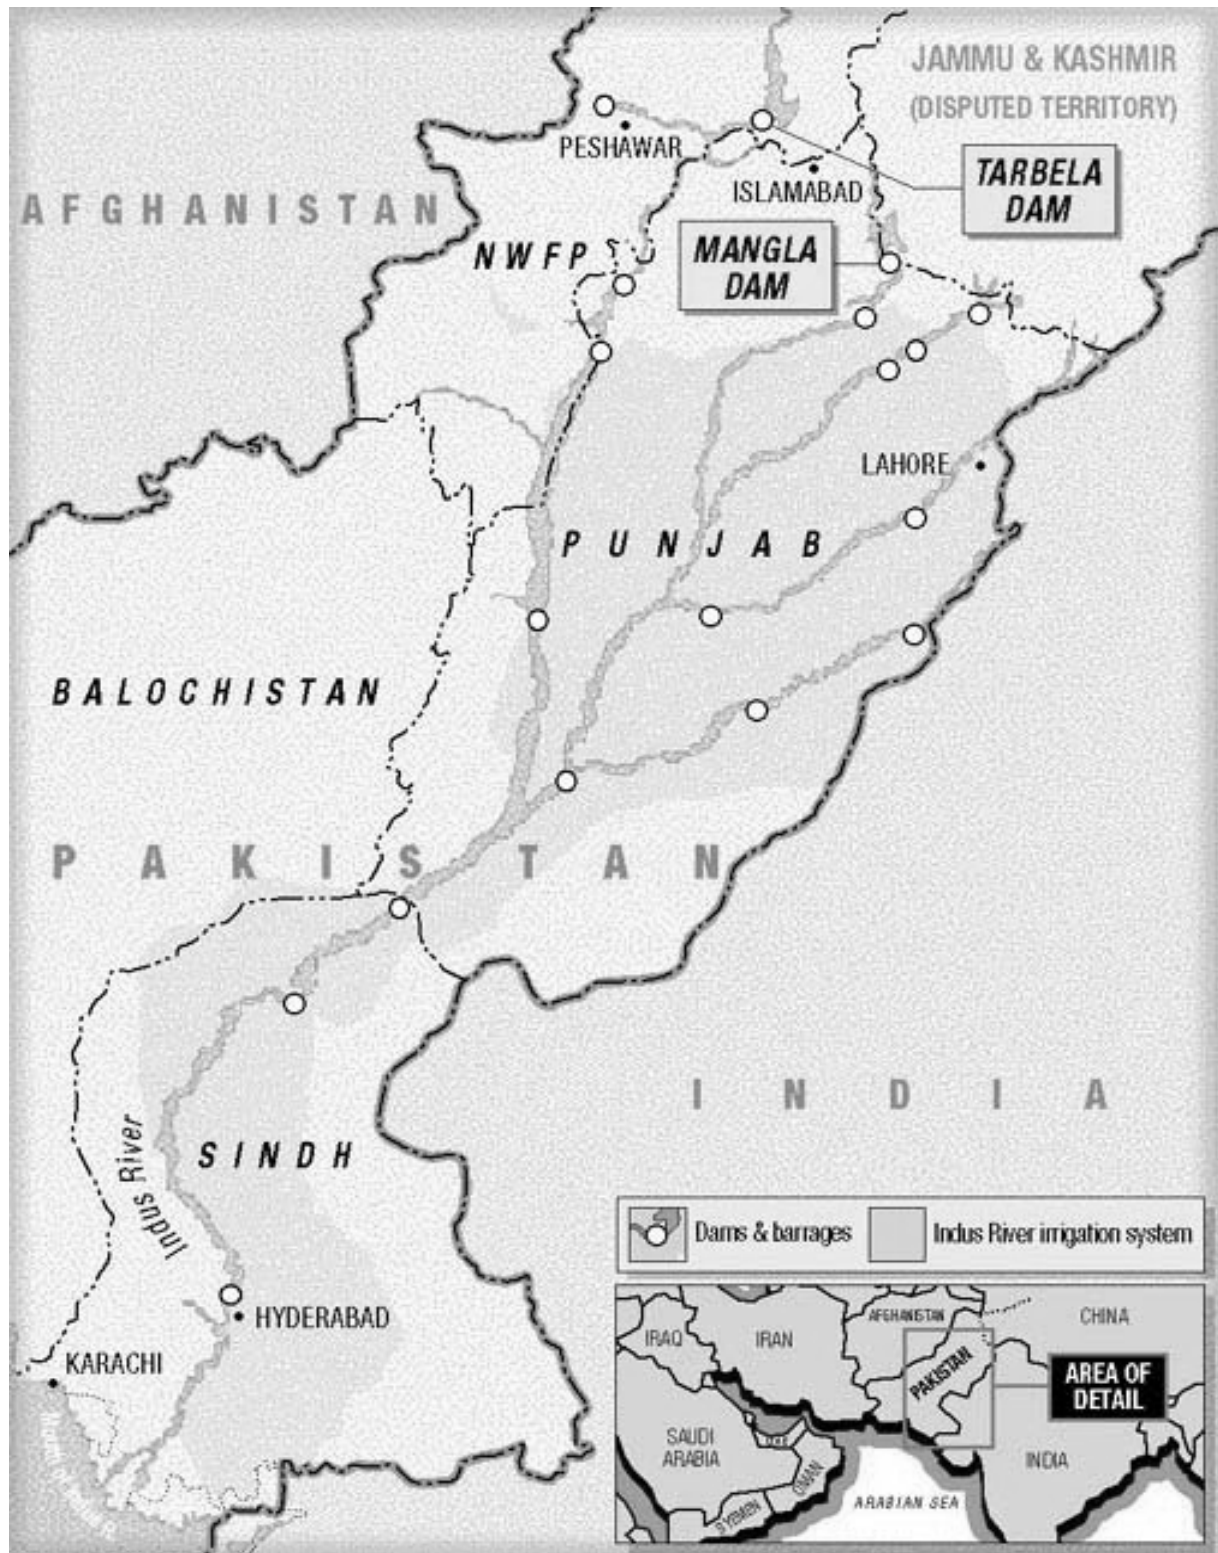 JAMMU & KASHMIR
(DISPUTED TERRITORY)
PESHAWAR
ISLAMABAD
TARBELA
DAM
AFGHANISTAN
NWFP
MANGLA
DAM
LAHORE
PUNJAB
BALOCHISTAN
PAKISTAN
INDIA
SINDH
Indus River
HYDERABAD
KARACHI
Dams & barrages
Indus River irrigation system
AFGHANISTAN
CHINA
IRAQ
IRAN
PAKISTAN
AREA OF
DETAIL
SAUDI
ARABIA
UAE
OMAN
INDIA
YEMEN
ARABIAN SEA